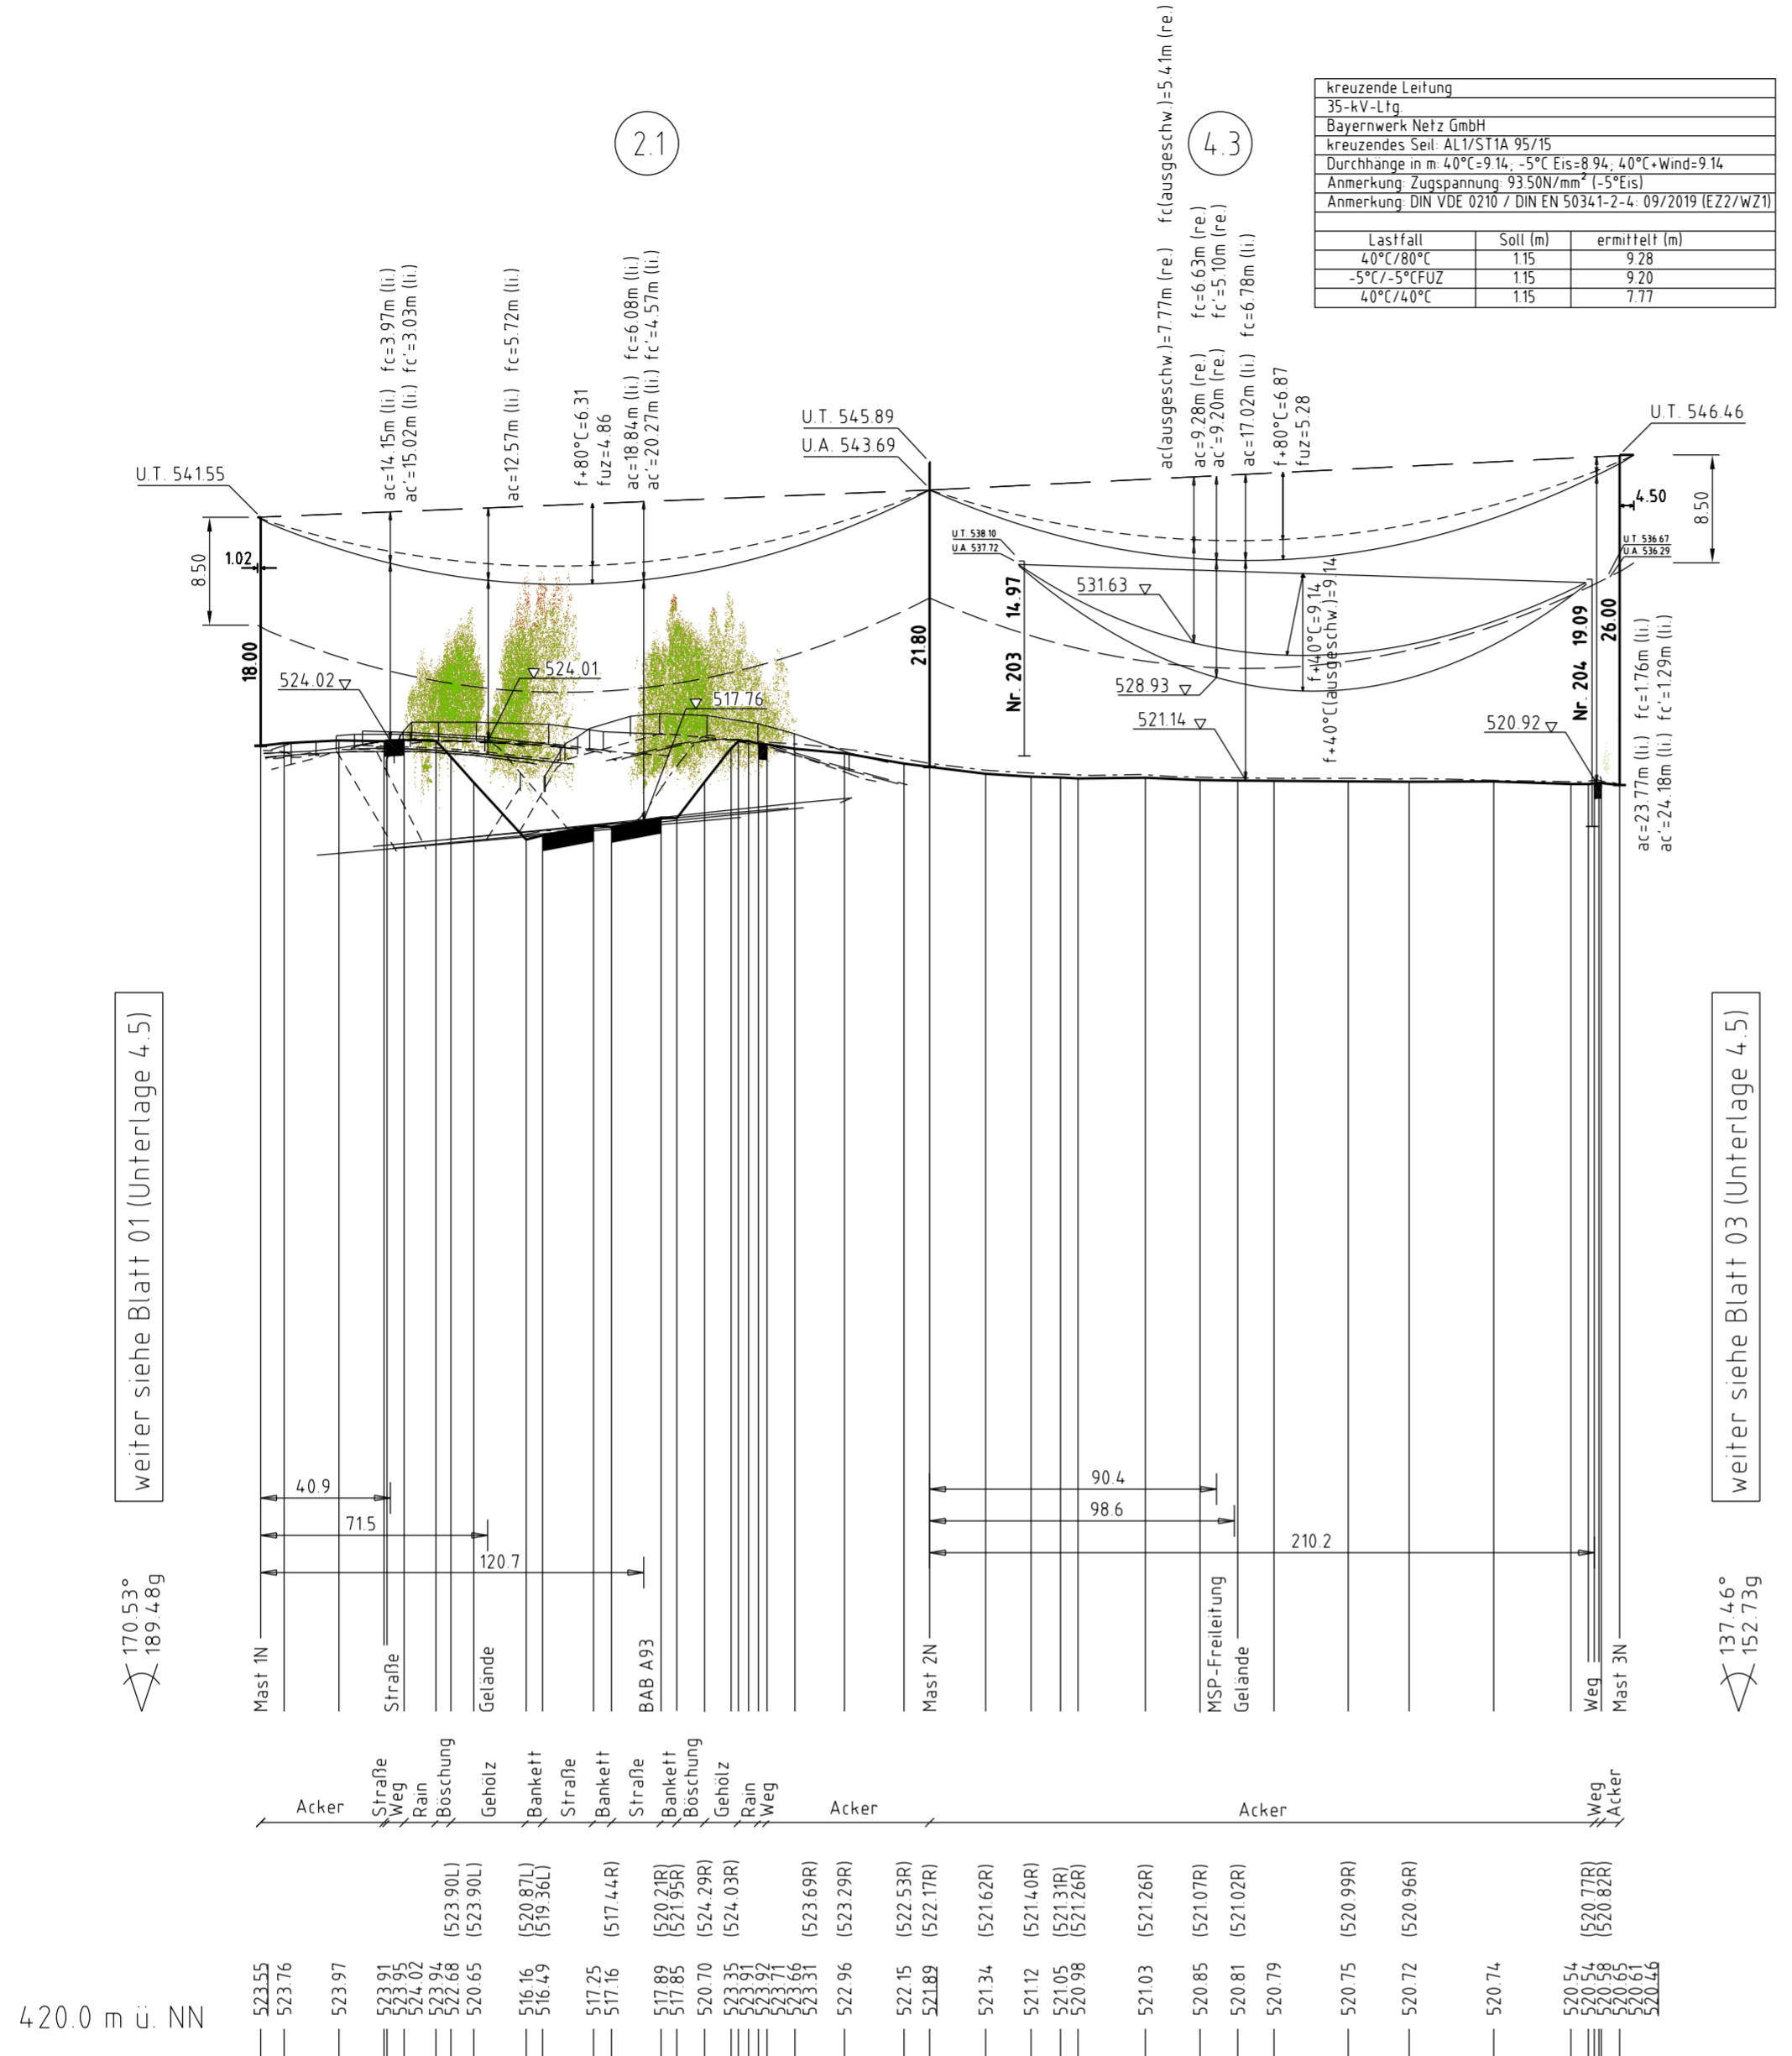 2.1
4.3
kreuzende Leitung
35-kV-Ltg.
Bayernwerk Netz GmbH
kreuzendes Seil: AL1/ST1A 95/15
Durchhänge in m: 40°C=9.14; -5°C Eis=8.94; 40°C+Wind=9.14
Anmerkung: Zugspannung: 93.50N/mm² (-5°Eis)
Anmerkung: DIN VDE 0210 / DIN EN 50341-2-4: 09/2019 (EZ2/WZ1)
Lastfall Soll (m) ermittelt (m)
40°C/80°C 1.15 9.28
-5°C/-5°CFUZ 1.15 9.20
40°C/40°C 1.15 7.77
ac=14.15m (li.) fc=3.97m (li.)
ac'=15.02m (li.) fc'=3.03m (li.)
ac=12.57m (li.) fc=5.72m (li.)
f+80°C=6.31
fuz=4.86
ac=18.84m (li.) fc=6.08m (li.)
ac'=20.27m (li.) fc'=4.57m (li.)
ac(ausgeschw.)=7.77m (re.) fc(ausgeschw.)=5.41m (re.)
ac=9.28m (re.) fc=6.63m (re.)
ac'=9.20m (re.) fc'=5.10m (re.)
ac=17.02m (li.) fc=6.78m (li.)
f+80°C=6.87
fuz=5.28
U.T. 541.55
U.T. 545.89
U.A. 543.69
U.T. 546.46
8.50
1.02
18.00
524.02
524.01
517.76
21.80
U.T. 538.10
U.A. 537.72
Nr. 203 14.97
531.63
528.93
521.14
f+40°C=9.14
f+40°C(ausgeschw.)=9.14
520.92
Nr. 204 19.09
26.00
4.50
8.50
U.T. 536.67
U.A. 536.29
ac=23.77m (li.) fc=1.76m (li.)
ac'=24.18m (li.) fc'=1.29m (li.)
weiter siehe Blatt 01 (Unterlage 4.5)
weiter siehe Blatt 03 (Unterlage 4.5)
40.9
71.5
120.7
90.4
98.6
210.2
170.53°
189.48g
137.46°
152.73g
Mast 1N
Straße
Gelände
BAB A93
Mast 2N
MSP-Freileitung
Gelände
Weg
Mast 3N
Acker
Straße
Weg
Rain
Böschung
Gehölz
Bankett
Straße
Bankett
Straße
Bankett
Böschung
Gehölz
Rain
Weg
Acker
Acker
Weg
Acker
(523.90L)
(523.90L)
(520.87L)
(519.36L)
(517.44R)
(520.21R)
(521.95R)
(524.29R)
(524.03R)
(523.69R)
(523.29R)
(522.53R)
(522.17R)
(521.62R)
(521.40R)
(521.31R)
(521.26R)
(521.26R)
(521.07R)
(521.02R)
(520.99R)
(520.96R)
(520.77R)
(520.82R)
420.0 m ü. NN
523.55
523.76
523.97
523.91
523.95
524.02
523.94
522.68
520.65
516.16
516.49
517.25
517.16
517.89
517.85
520.70
523.35
523.91
523.92
523.71
523.66
523.31
522.96
522.15
521.89
521.34
521.12
521.05
520.98
521.03
520.85
520.81
520.79
520.75
520.72
520.74
520.54
520.54
520.58
520.65
520.61
520.46